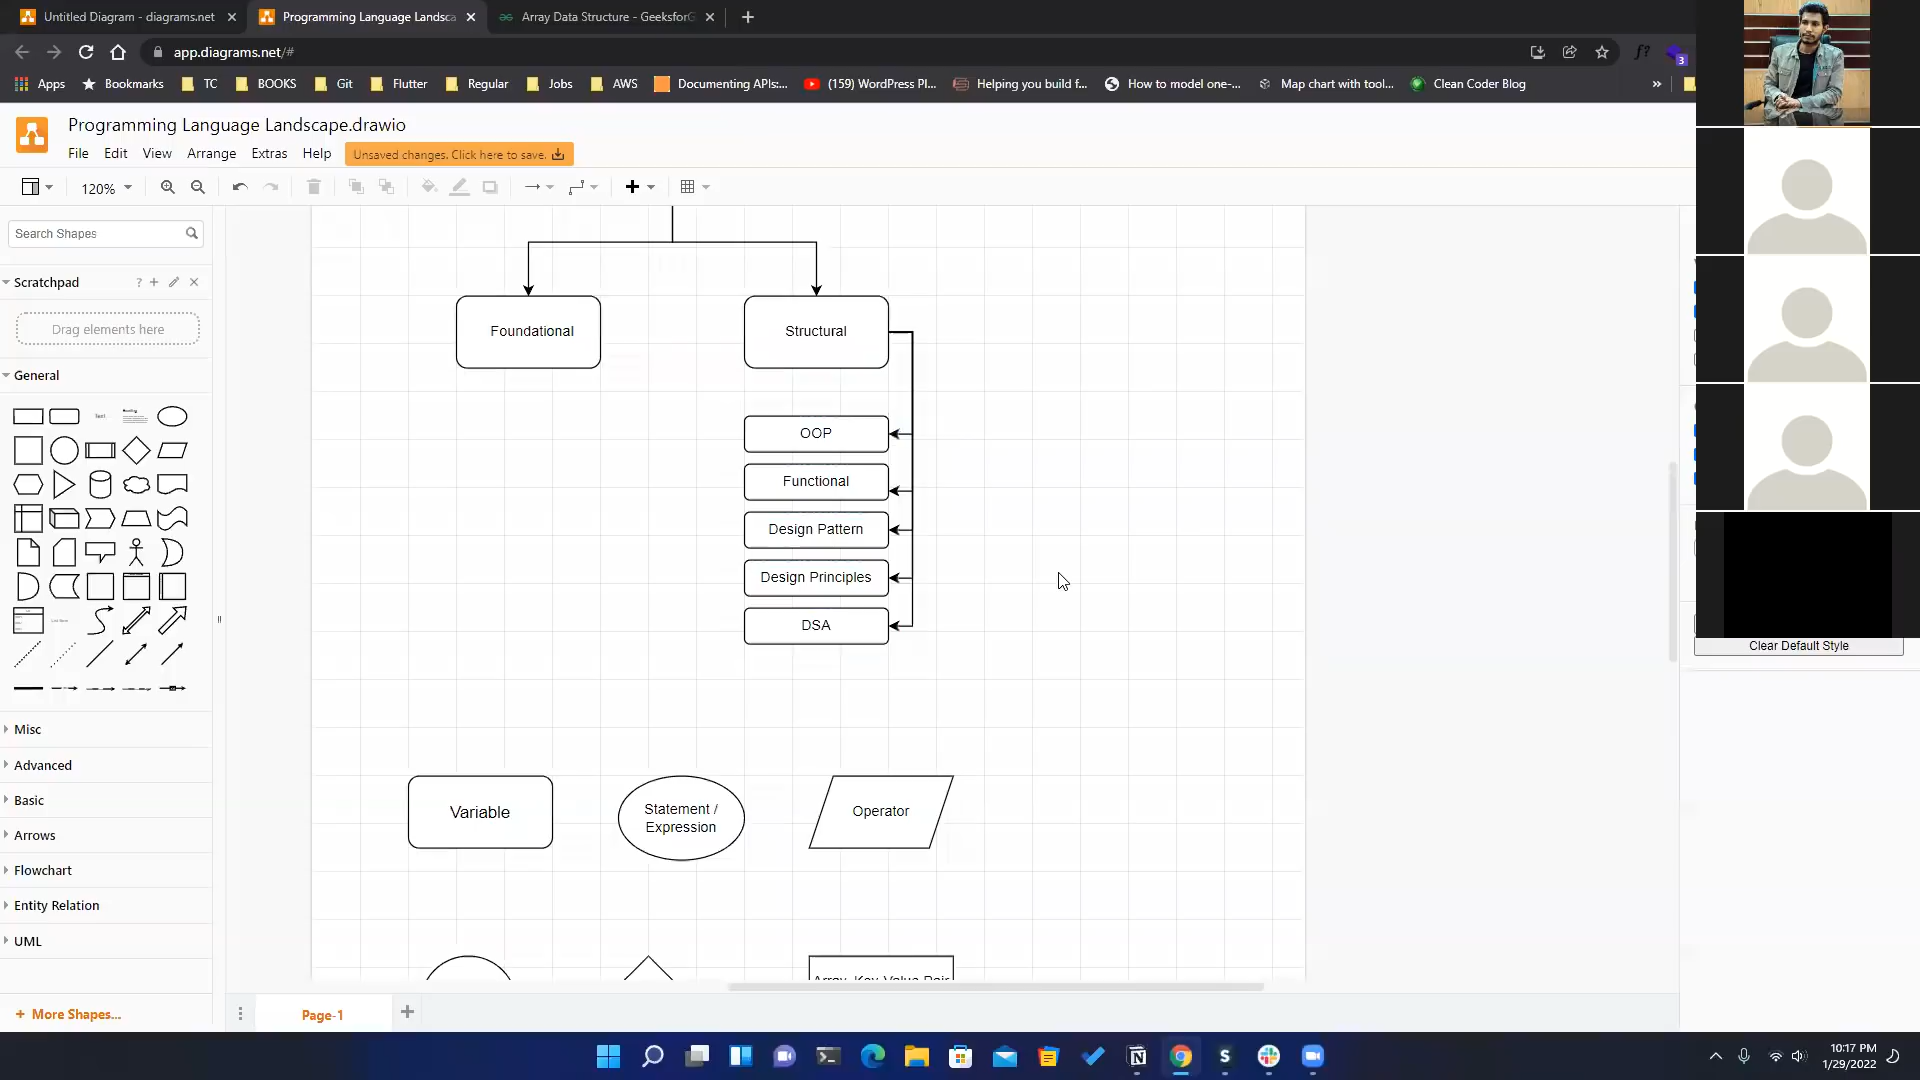 Untitled Diagram - diagrams.net
Programming Language Landsca
Array Data Structure - GeeksforG
app.diagrams.net/#
3
Apps
Bookmarks
TC
BOOKS
Git
Flutter
Regular
Jobs
AWS
Documenting APIs:...
(159) WordPress Pl...
Helping you build f...
How to model one-...
Map chart with tool...
Clean Coder Blog
Programming Language Landscape.drawio
File
Edit
View
Arrange
Extras
Help
Unsaved changes. Click here to save.
120%
Search Shapes
Scratchpad
Drag elements here
General
Misc
Advanced
Basic
Arrows
Flowchart
Entity Relation
UML
+ More Shapes...
Foundational
Structural
OOP
Functional
Design Pattern
Design Principles
DSA
Variable
Statement /
Expression
Operator
Array, Key-Value Pair
Clear Default Style
Page-1
10:17 PM
1/29/2022